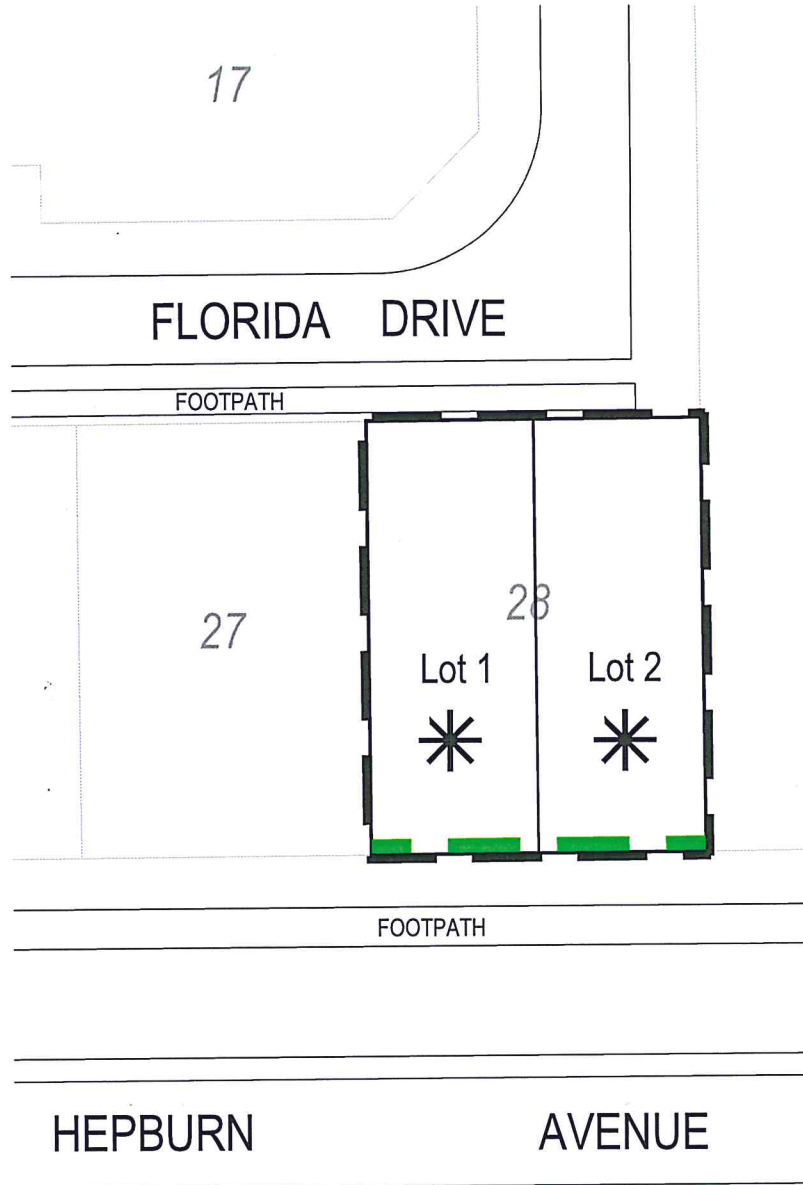 17
FLORIDA DRIVE
FOOTPATH
27
28
Lot 1
Lot 2
FOOTPATH
HEPBURN AVENUE